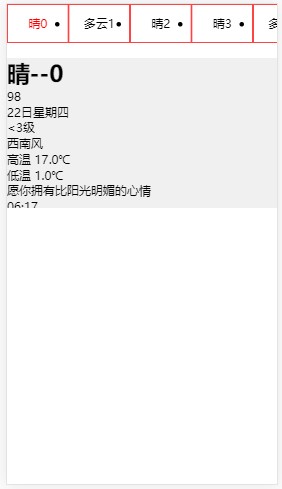 晴0 多云1 晴2 晴3
晴--0
98
22日星期四
<3级
西南风
高温 17.0℃
低温 1.0℃
愿你拥有比阳光明媚的心情
06:17